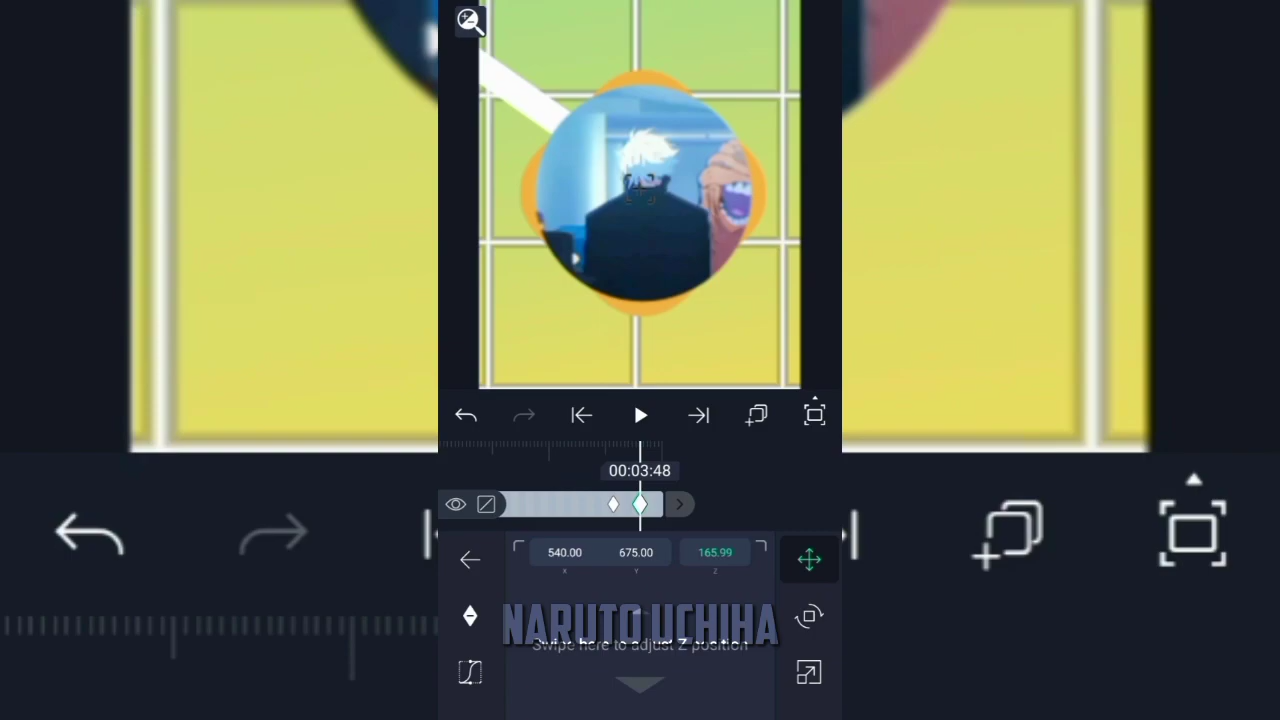 00:03:48
540.00 675.00 165.99
X Y Z
NARUTO UCHIHA
Swipe here to adjust Z position